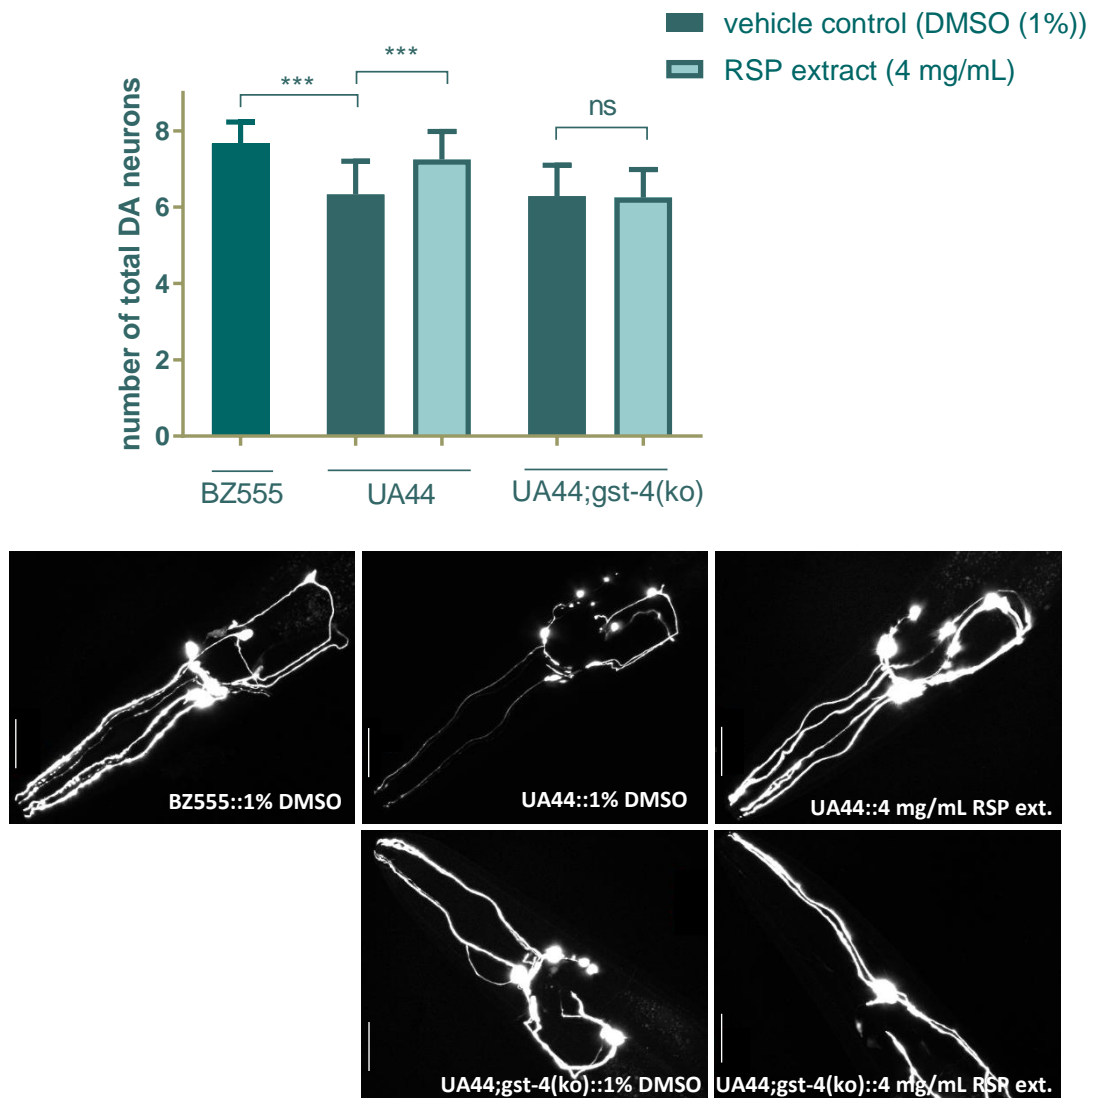 vehicle control (DMSO (1%))
RSP extract (4 mg/mL)
***
***
ns
number of total DA neurons
8
6
4
2
0
BZ555
UA44
UA44;gst-4(ko)
BZ555::1% DMSO
UA44::1% DMSO
UA44::4 mg/mL RSP ext.
UA44;gst-4(ko)::1% DMSO
UA44;gst-4(ko)::4 mg/mL RSP ext.